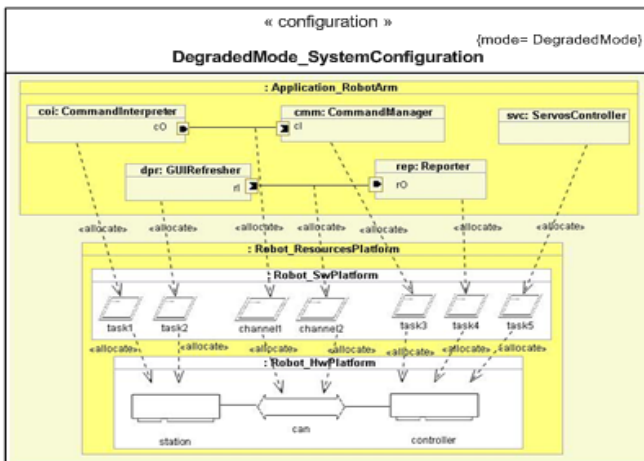 « configuration »
{mode= DegradedMode}
DegradedMode_SystemConfiguration
: Application_RobotArm
coi: CommandInterpreter
cmm: CommandManager
svc: ServosController
cO
cI
dpr: GUIRefresher
rep: Reporter
rI
rO
«allocate» «allocate» «allocate» «allocate» «allocate» «allocate» «allocate»
: Robot_ResourcesPlatform
: Robot_SwPlatform
task1 task2 channel1 channel2 task3 task4 task5
«allocate» «allocate» «allocate» «allocate» «allocate» «allocate» «allocate»
: Robot_HwPlatform
station can controller